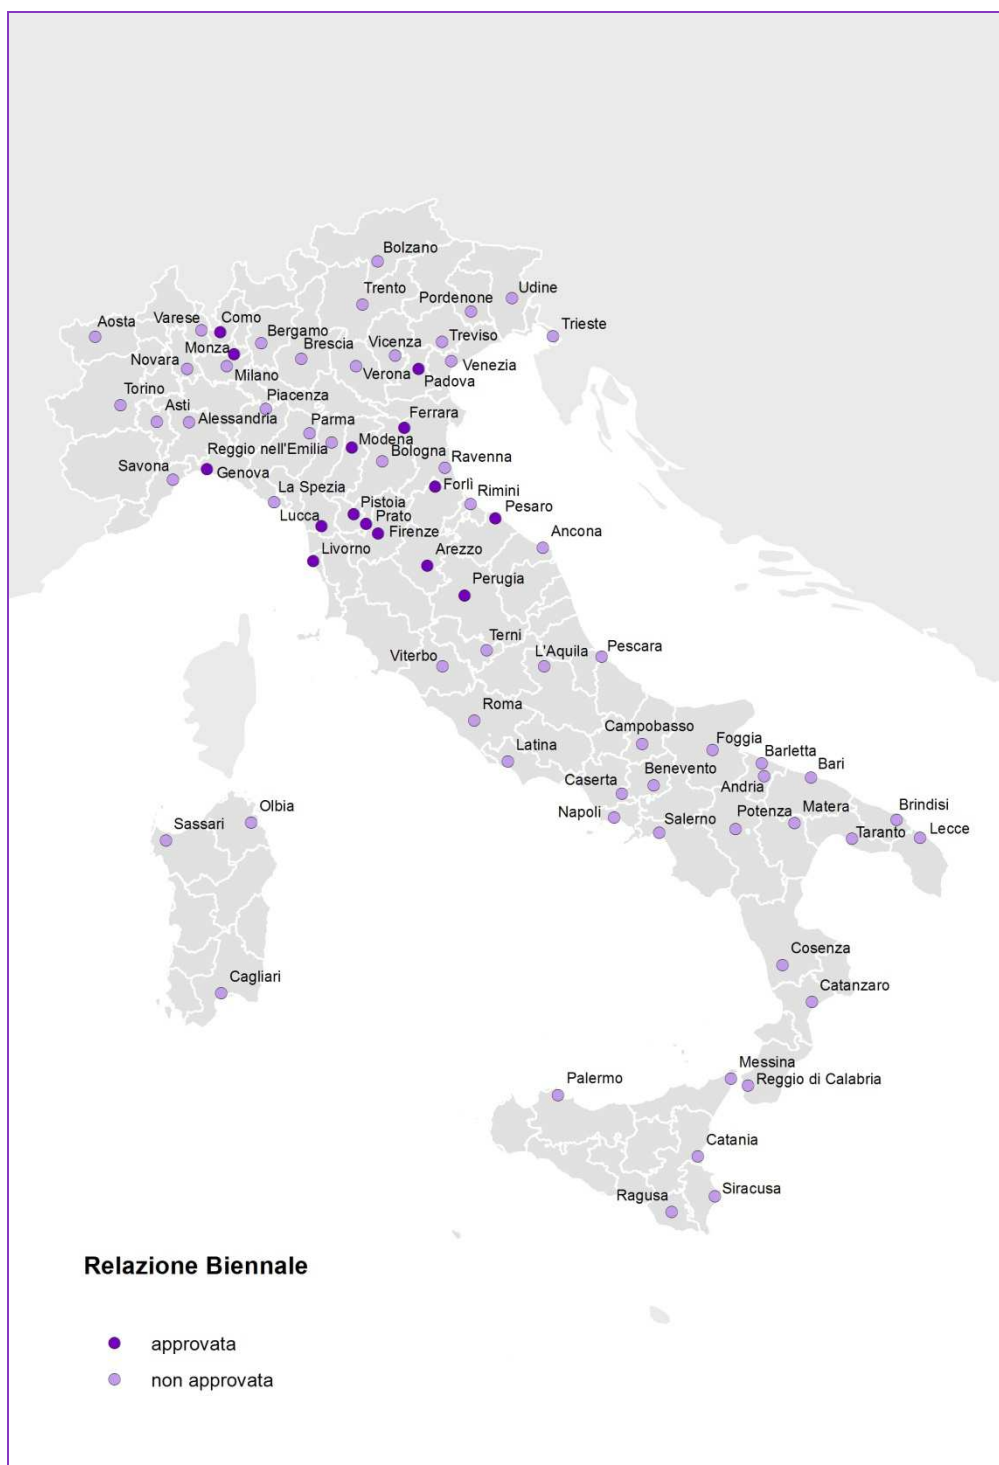 Bolzano
Trento
Udine
Pordenone
Aosta
Varese
Como
Bergamo
Trieste
Monza
Brescia
Vicenza
Treviso
Novara
Milano
Verona
Padova
Venezia
Torino
Asti
Piacenza
Alessandria
Parma
Ferrara
Modena
Reggio nell'Emilia
Bologna
Ravenna
Savona
Genova
La Spezia
Forlì
Rimini
Lucca
Pistoia
Prato
Firenze
Pesaro
Livorno
Arezzo
Ancona
Perugia
Terni
Viterbo
L'Aquila
Pescara
Roma
Campobasso
Foggia
Latina
Barletta
Benevento
Bari
Caserta
Andria
Olbia
Napoli
Salerno
Potenza
Matera
Brindisi
Sassari
Taranto
Lecce
Cosenza
Cagliari
Catanzaro
Messina
Palermo
Reggio di Calabria
Catania
Ragusa
Siracusa
Relazione Biennale
approvata
non approvata